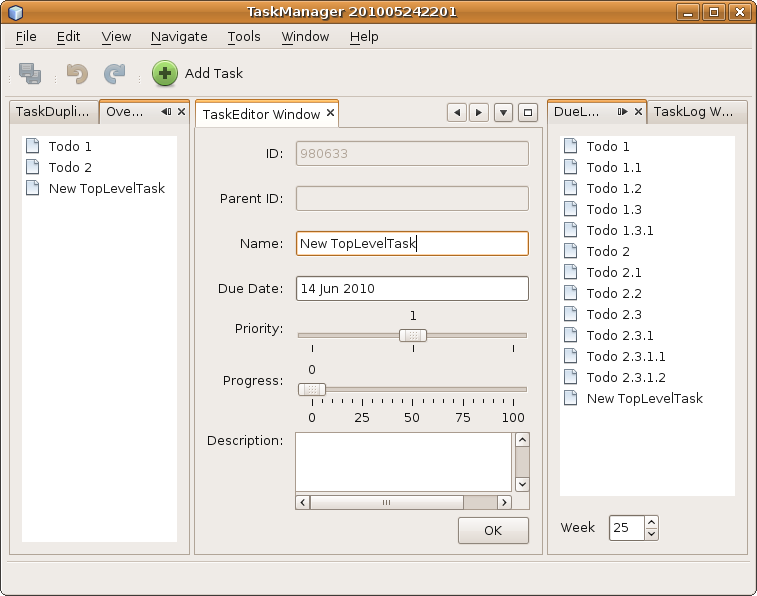 TaskManager 201005242201
File Edit View Navigate Tools Window Help
Add Task
TaskDupli... Ove...
Todo 1
Todo 2
New TopLevelTask
TaskEditor Window
ID: 980633
Parent ID:
Name: New TopLevelTask
Due Date: 14 Jun 2010
1
Priority:
0
Progress:
0 25 50 75 100
Description:
OK
DueL... TaskLog W...
Todo 1
Todo 1.1
Todo 1.2
Todo 1.3
Todo 1.3.1
Todo 2
Todo 2.1
Todo 2.2
Todo 2.3
Todo 2.3.1
Todo 2.3.1.1
Todo 2.3.1.2
New TopLevelTask
Week 25